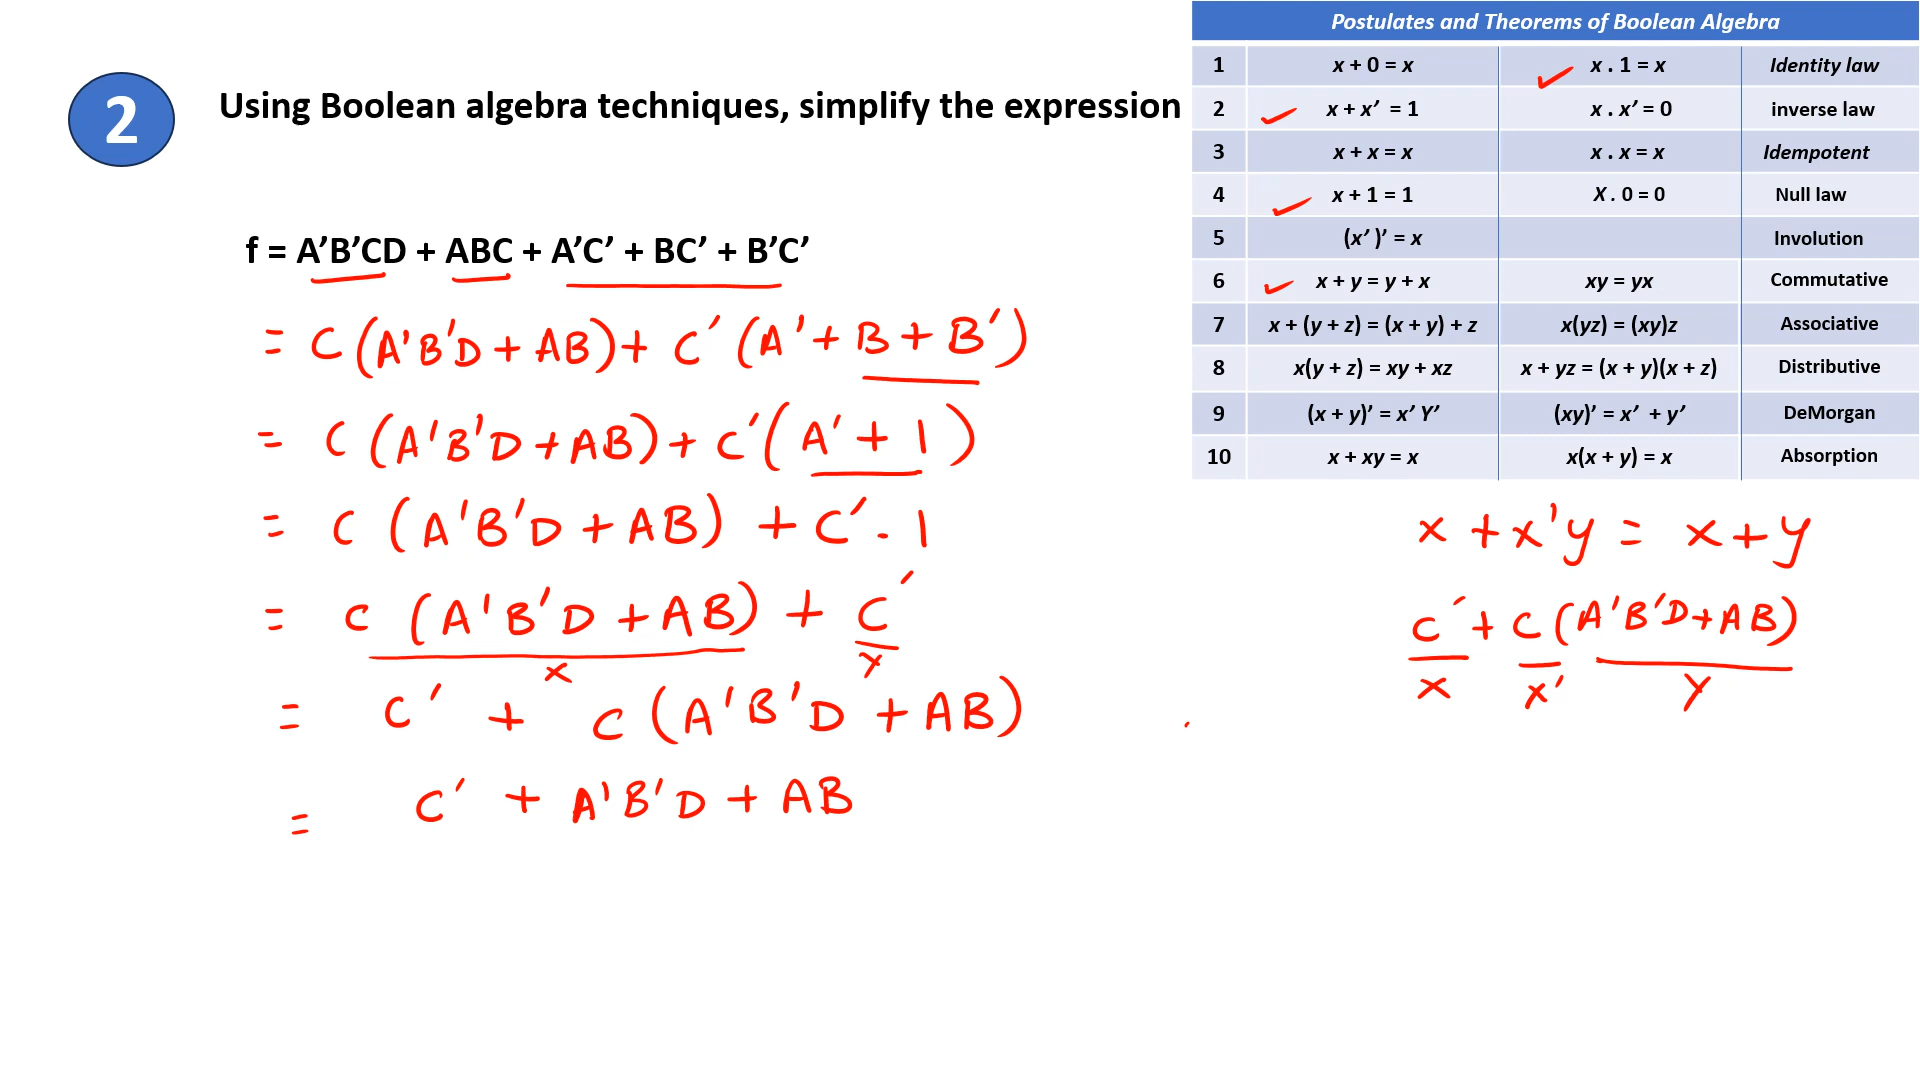 2
Using Boolean algebra techniques, simplify the expression
f = A’B’CD + ABC + A’C’ + BC’ + B’C’
= C (A'B'D + AB) + C' (A' + B + B')
= C (A'B'D + AB) + C' (A' + 1)
= C (A'B'D + AB) + C' . 1
= C (A'B'D + AB) + C'
X Y
= C' + C (A'B'D + AB)
= C' + A'B'D + AB
Postulates and Theorems of Boolean Algebra
1 x + 0 = x x . 1 = x Identity law
2 x + x’ = 1 x . x’ = 0 inverse law
3 x + x = x x . x = x Idempotent
4 x + 1 = 1 X . 0 = 0 Null law
5 (x’ )’ = x Involution
6 x + y = y + x xy = yx Commutative
7 x + (y + z) = (x + y) + z x(yz) = (xy)z Associative
8 x(y + z) = xy + xz x + yz = (x + y)(x + z) Distributive
9 (x + y)’ = x’ Y’ (xy)’ = x’ + y’ DeMorgan
10 x + xy = x x(x + y) = x Absorption
x + x'y = x + y
C' + C (A'B'D + AB)
X X' Y